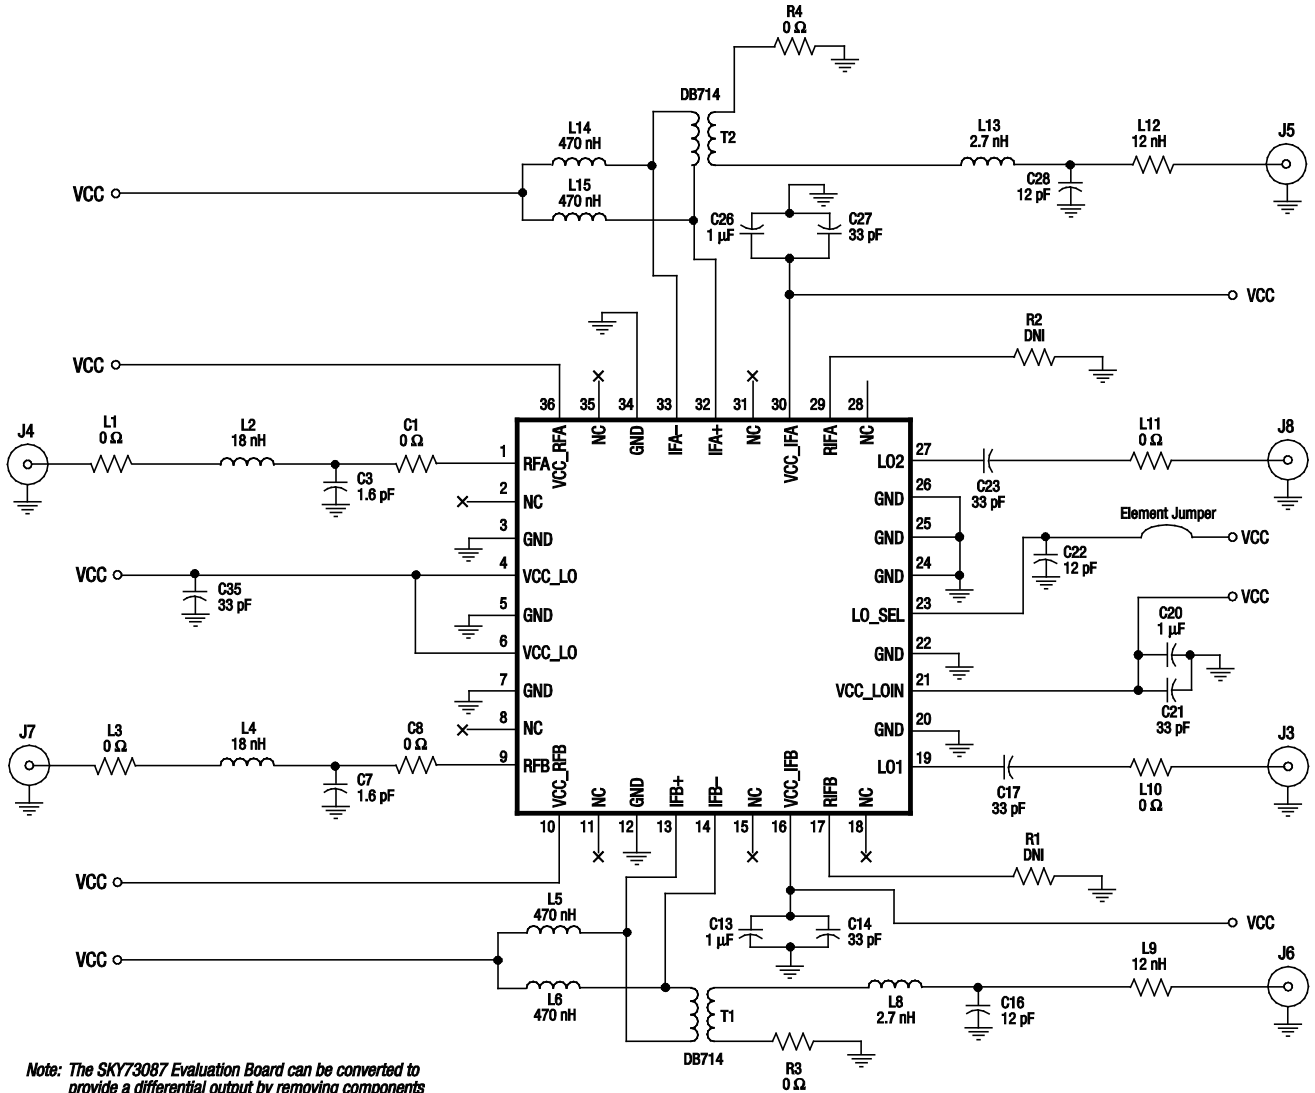 R4
0 Ω
DB714
T2
L14
470 nH
L15
470 nH
VCC
L13
2.7 nH
L12
12 nH
J5
C28
12 pF
C26
1 µF
C27
33 pF
VCC
R2
DNI
VCC
36
35
34
33
32
31
30
29
28
VCC_RFA
NC
GND
IFA–
IFA+
NC
VCC_IFA
RIFA
NC
J4
L1
0 Ω
L2
18 nH
C1
0 Ω
C3
1.6 pF
1
RFA
2
NC
3
GND
4
VCC_LO
5
GND
6
VCC_LO
7
GND
8
NC
9
RFB
VCC
C35
33 pF
J7
L3
0 Ω
L4
18 nH
C8
0 Ω
C7
1.6 pF
LO2
27
GND
26
GND
25
GND
24
LO_SEL
23
GND
22
VCC_LOIN
21
GND
20
LO1
19
C23
33 pF
L11
0 Ω
J8
Element Jumper
VCC
C22
12 pF
VCC
C20
1 µF
C21
33 pF
C17
33 pF
L10
0 Ω
J3
VCC_RFB
NC
GND
IFB+
IFB–
NC
VCC_IFB
RIFB
NC
10
11
12
13
14
15
16
17
18
R1
DNI
VCC
L5
470 nH
VCC
L6
470 nH
C13
1 µF
C14
33 pF
VCC
L9
12 nH
J6
T1
DB714
L8
2.7 nH
C16
12 pF
R3
0 Ω
Note: The SKY73087 Evaluation Board can be converted to
provide a differential output by removing components